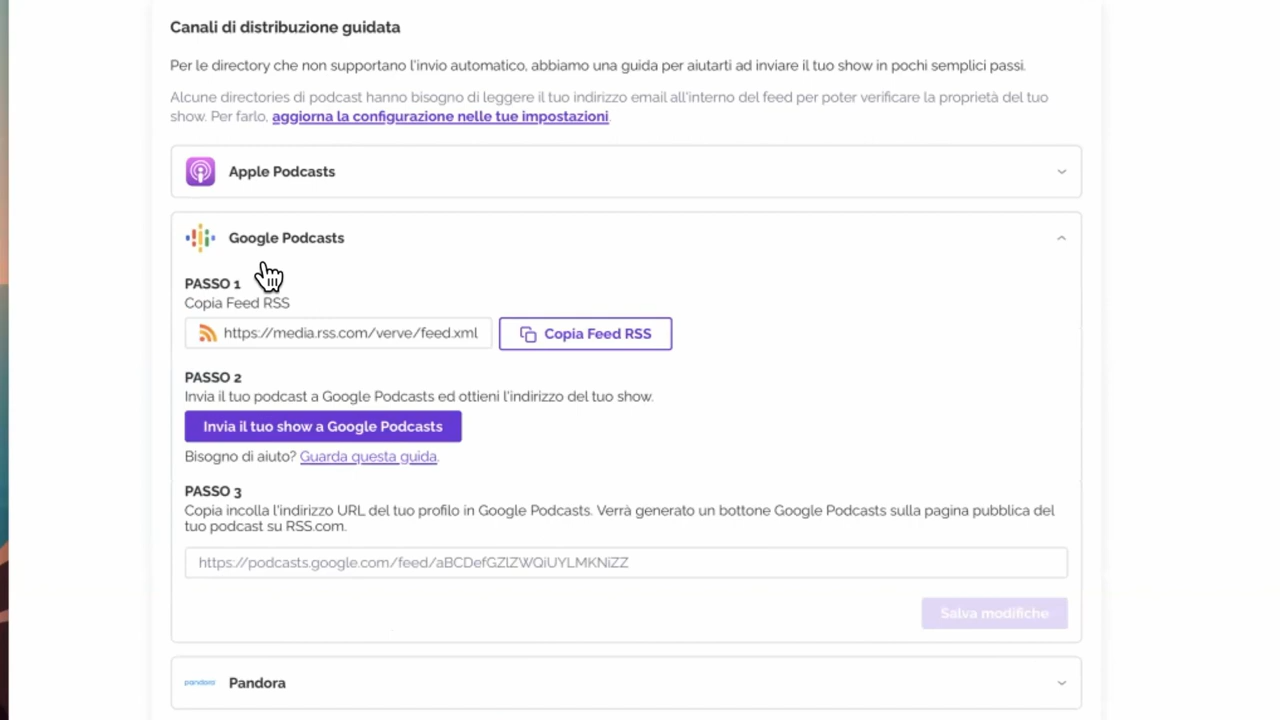 Canali di distribuzione guidata
Per le directory che non supportano l'invio automatico, abbiamo una guida per aiutarti ad inviare il tuo show in pochi semplici passi.
Alcune directories di podcast hanno bisogno di leggere il tuo indirizzo email all'interno del feed per poter verificare la proprietà del tuo
show. Per farlo, aggiorna la configurazione nelle tue impostazioni.
Apple Podcasts
Google Podcasts
PASSO 1
Copia Feed RSS
https://media.rss.com/verve/feed.xml
Copia Feed RSS
PASSO 2
Invia il tuo podcast a Google Podcasts ed ottieni l'indirizzo del tuo show.
Invia il tuo show a Google Podcasts
Bisogno di aiuto? Guarda questa guida.
PASSO 3
Copia incolla l'indirizzo URL del tuo profilo in Google Podcasts. Verrà generato un bottone Google Podcasts sulla pagina pubblica del
tuo podcast su RSS.com.
https://podcasts.google.com/feed/aBCDefGZlZWQiUYLMKNiZZ
Salva modifiche
pandora
Pandora